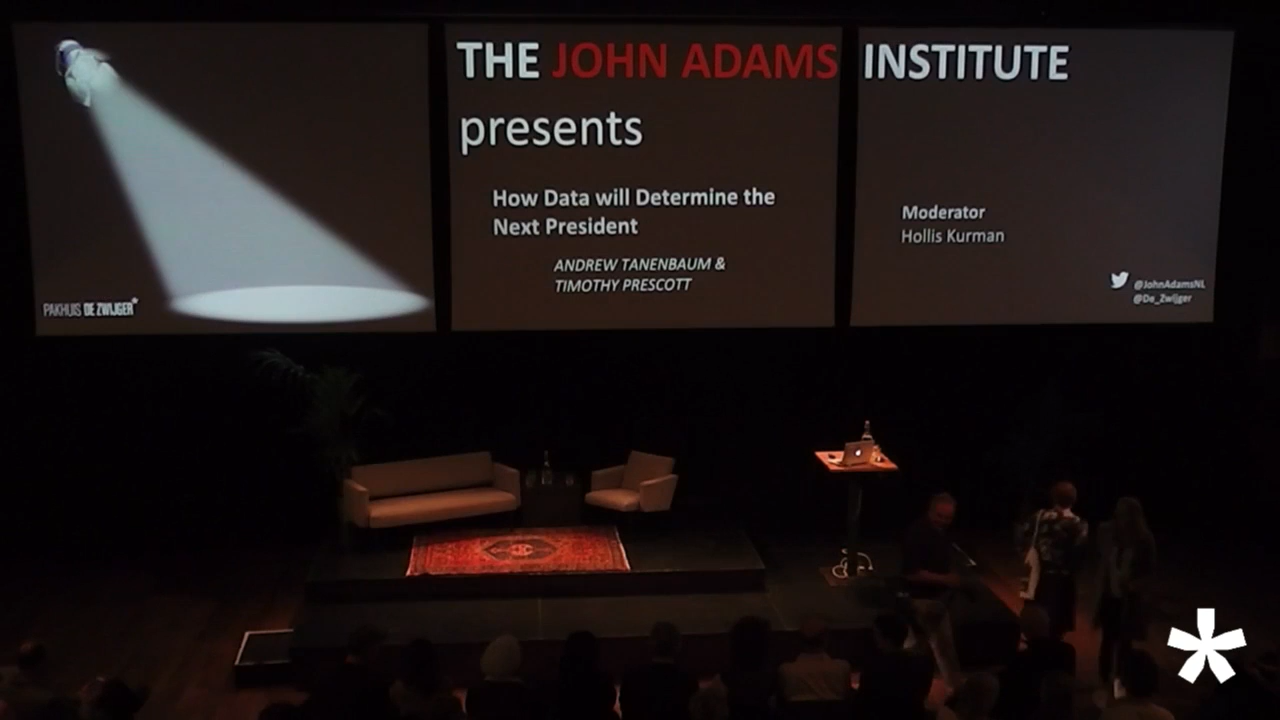 THE JOHN ADAMS INSTITUTE
presents
How Data will Determine the
Next President
ANDREW TANENBAUM &
TIMOTHY PRESCOTT
Moderator
Hollis Kurman
@JohnAdamsNL
@De_Zwijger
PAKHUIS DE ZWIJGER*